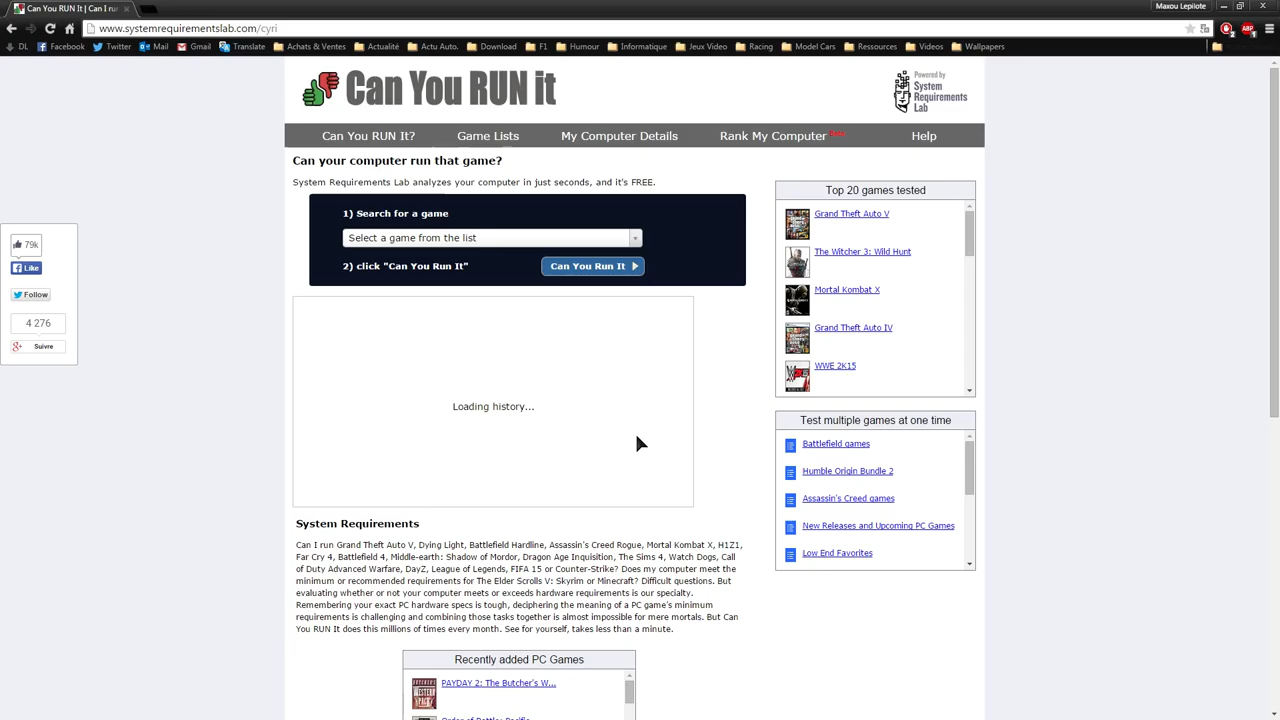 Can You RUN It | Can I run
Maxou Lepilote
www.systemrequirementslab.com/cyri
DL Facebook Twitter Mail Gmail Translate Achats & Ventes Actualité Actu Auto. Download F1 Humour Informatique Jeux Video Racing Model Cars Ressources Videos Wallpapers
Can You RUN it
Powered by
System
Requirements
Lab
Can You RUN It? Game Lists My Computer Details Rank My Computer Beta Help
Can your computer run that game?
System Requirements Lab analyzes your computer in just seconds, and it's FREE.
1) Search for a game
Select a game from the list
2) click "Can You Run It"
Can You Run It
Loading history...
79k
Like
Follow
4 276
Suivre
Top 20 games tested
Grand Theft Auto V
The Witcher 3: Wild Hunt
Mortal Kombat X
Grand Theft Auto IV
WWE 2K15
Test multiple games at one time
Battlefield games
Humble Origin Bundle 2
Assassin's Creed games
New Releases and Upcoming PC Games
Low End Favorites
System Requirements
Can I run Grand Theft Auto V, Dying Light, Battlefield Hardline, Assassin's Creed Rogue, Mortal Kombat X, H1Z1,
Far Cry 4, Battlefield 4, Middle-earth: Shadow of Mordor, Dragon Age Inquisition, The Sims 4, Watch Dogs, Call
of Duty Advanced Warfare, DayZ, League of Legends, FIFA 15 or Counter-Strike? Does my computer meet the
minimum or recommended requirements for The Elder Scrolls V: Skyrim or Minecraft? Difficult questions. But
evaluating whether or not your computer meets or exceeds hardware requirements is our specialty.
Remembering your exact PC hardware specs is tough, deciphering the meaning of a PC game's minimum
requirements is challenging and combining those tasks together is almost impossible for mere mortals. But Can
You RUN It does this millions of times every month. See for yourself, takes less than a minute.
Recently added PC Games
PAYDAY 2: The Butcher's W...
Order of Battle: Pacific